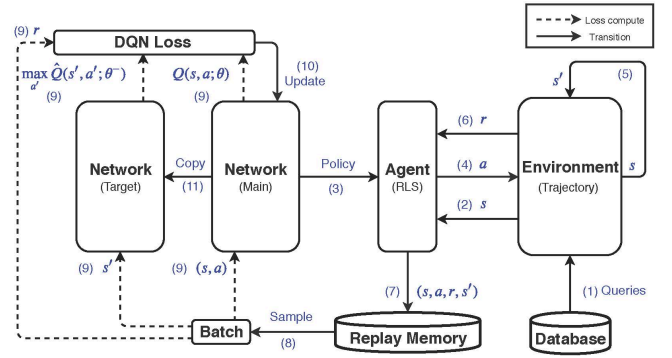 Loss compute
Transition
(9) r
DQN Loss
(10)
Update
max Q̂(s′, a′; θ⁻)
a′
(9)
Q(s, a; θ)
(9)
s′
(5)
Network
(Target)
Copy
(11)
Network
(Main)
Policy
(3)
Agent
(RLS)
(6) r
(4) a
(2) s
Environment
(Trajectory)
s
(9) s′
(9) (s, a)
(7) (s, a, r, s′)
(1) Queries
Batch
Sample
(8)
Replay Memory
Database